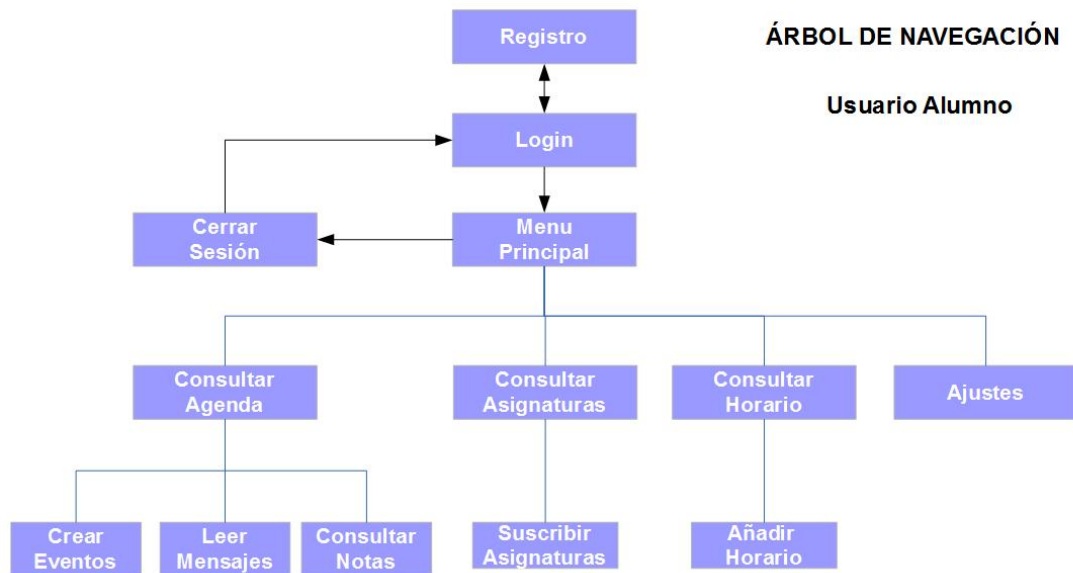 Registro
ÁRBOL DE NAVEGACIÓN
Usuario Alumno
Login
Cerrar
Sesión
Menu
Principal
Consultar
Agenda
Consultar
Asignaturas
Consultar
Horario
Ajustes
Crear
Eventos
Leer
Mensajes
Consultar
Notas
Suscribir
Asignaturas
Añadir
Horario